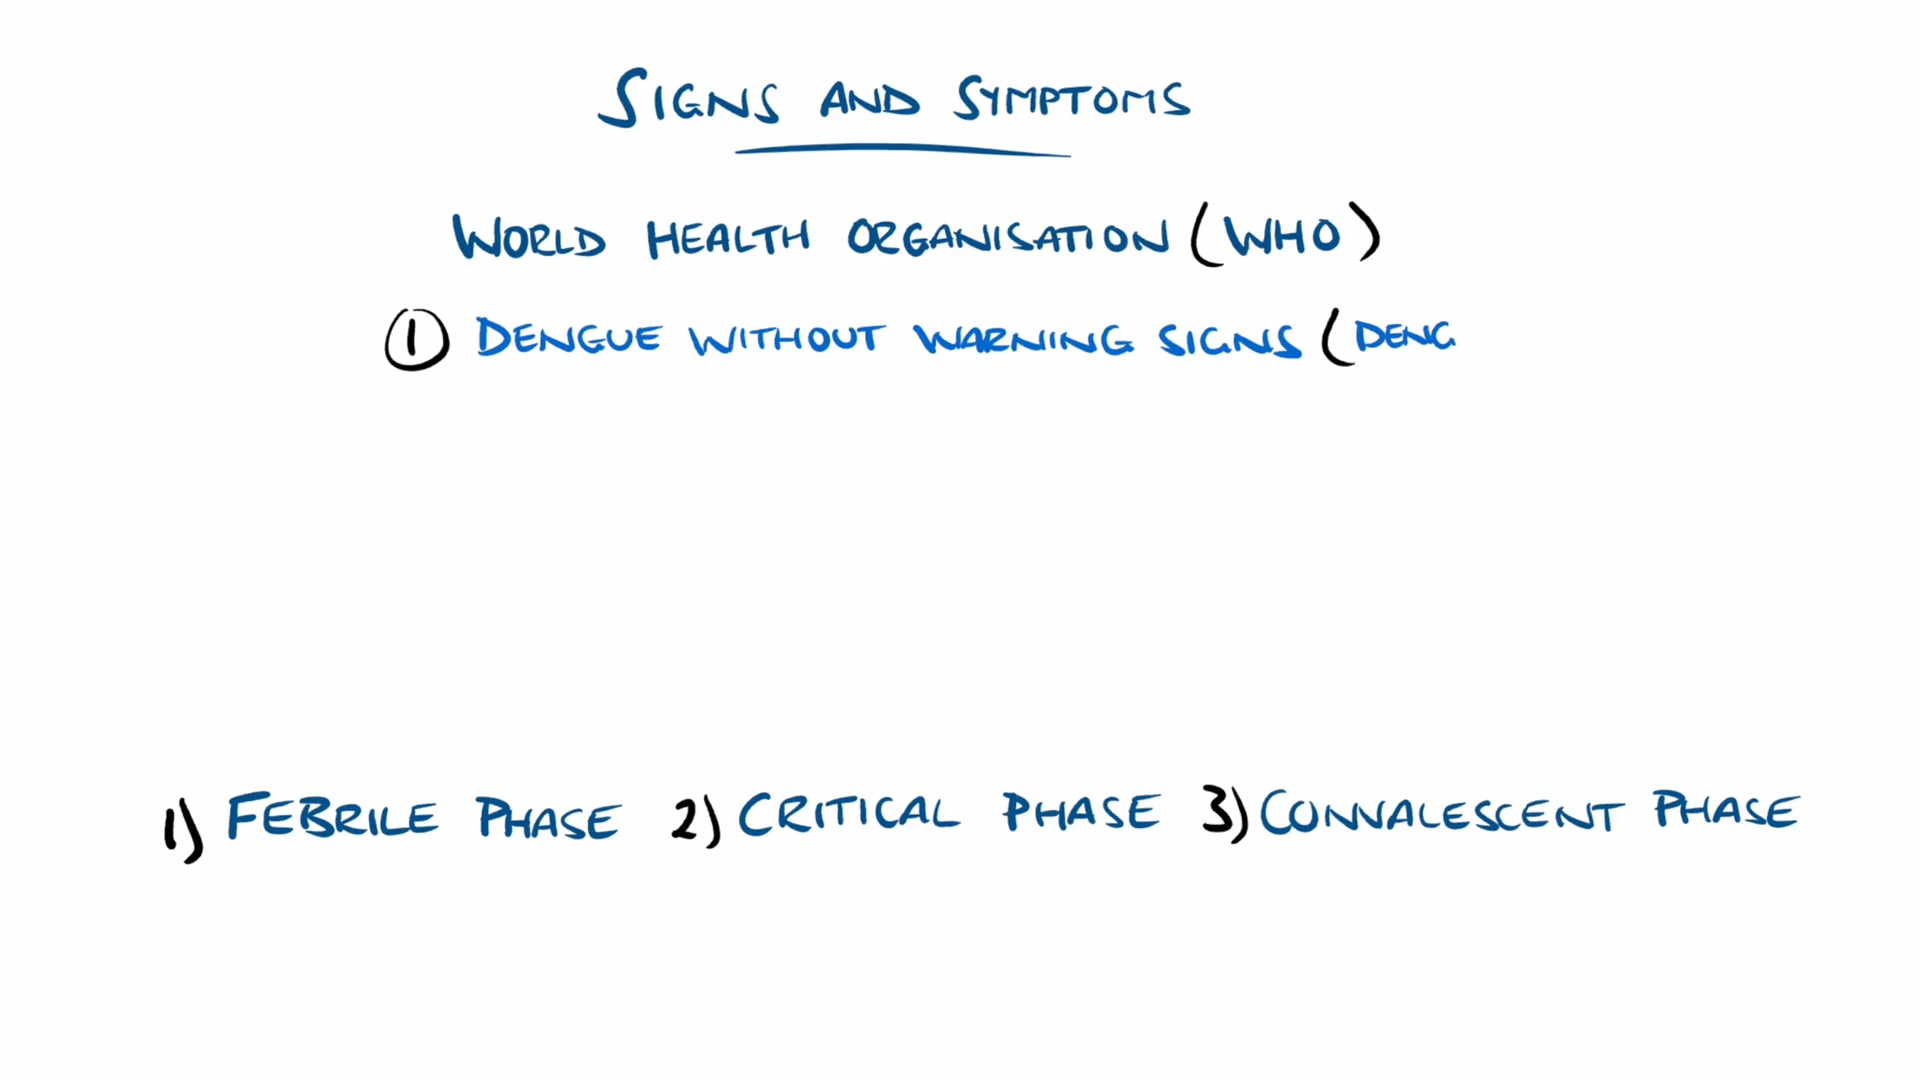 SIGNS AND SYMPTOMS
WORLD HEALTH ORGANISATION (WHO)
1 DENGUE WITHOUT WARNING SIGNS (DENG
1) FEBRILE PHASE 2) CRITICAL PHASE 3) CONVALESCENT PHASE